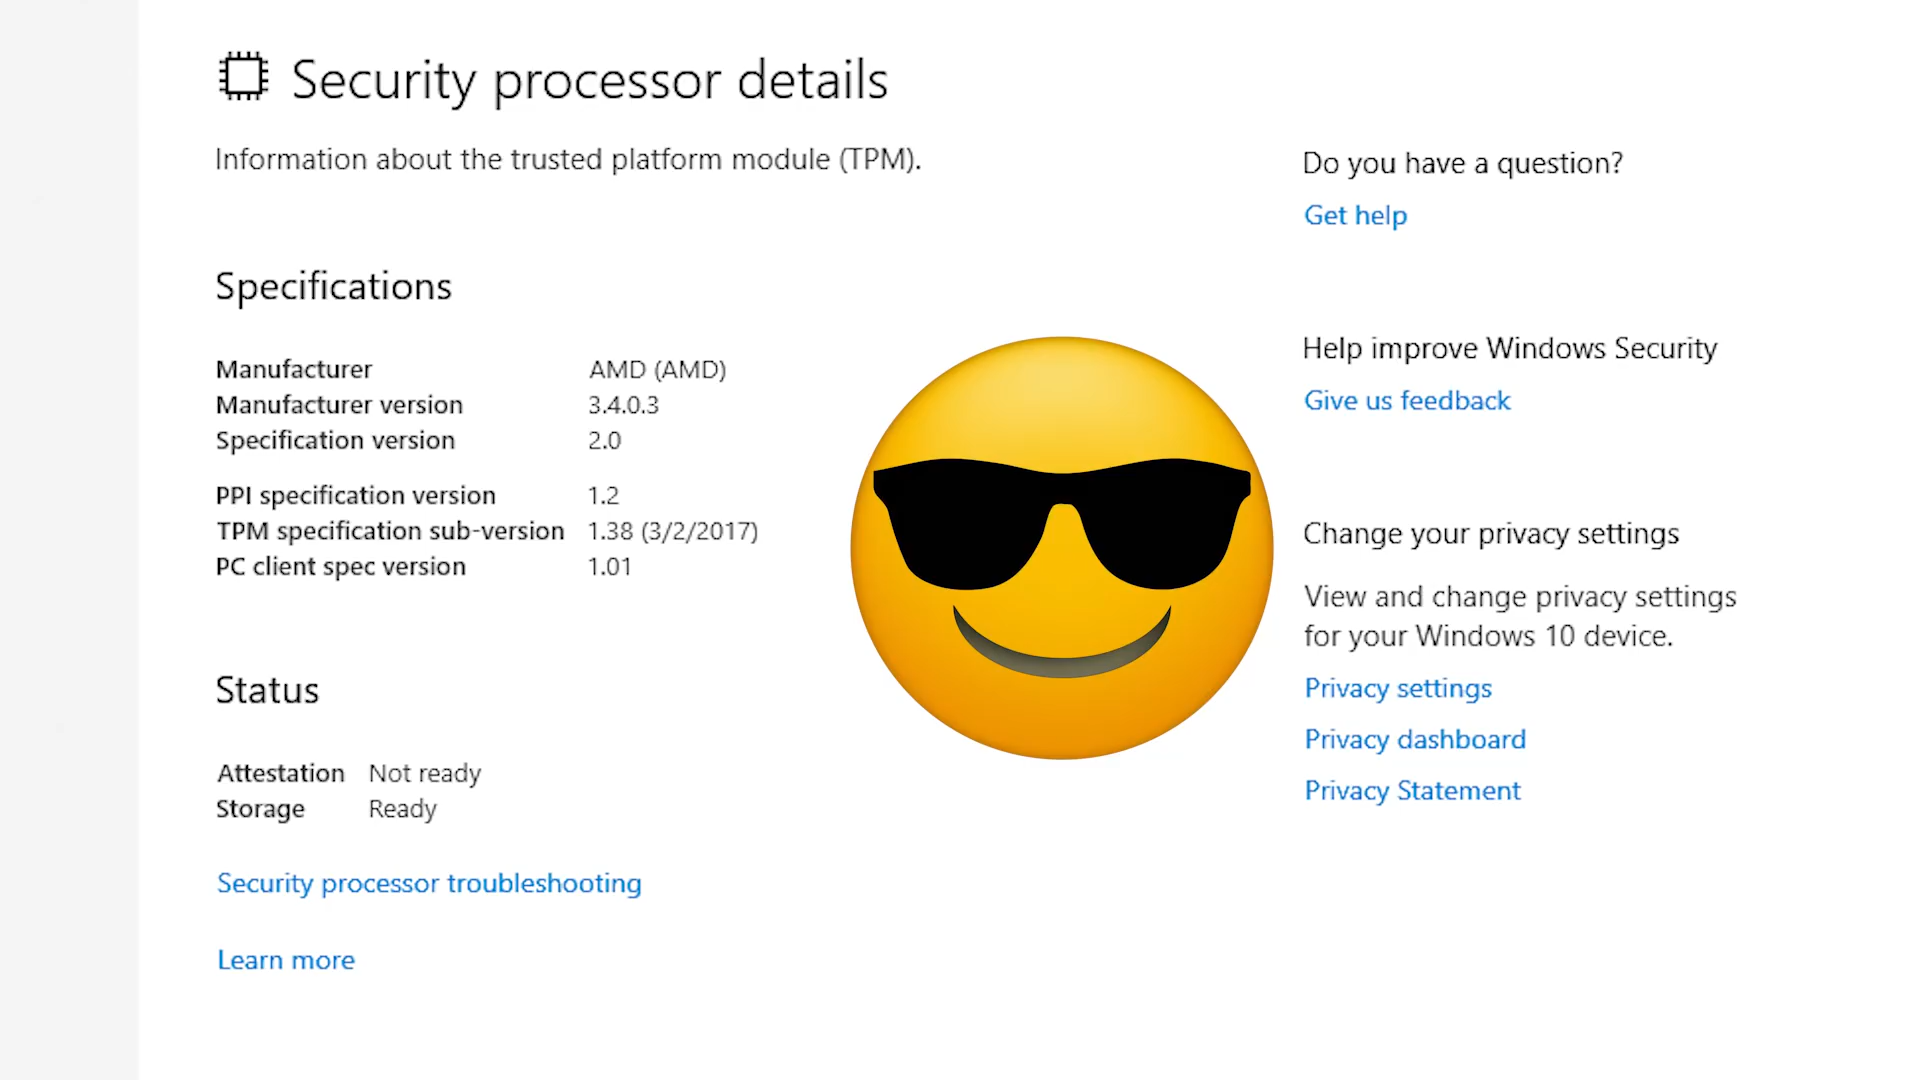 Security processor details
Information about the trusted platform module (TPM).
Specifications
Manufacturer AMD (AMD)
Manufacturer version 3.4.0.3
Specification version 2.0
PPI specification version 1.2
TPM specification sub-version 1.38 (3/2/2017)
PC client spec version 1.01
Status
Attestation Not ready
Storage Ready
Security processor troubleshooting
Learn more
Do you have a question?
Get help
Help improve Windows Security
Give us feedback
Change your privacy settings
View and change privacy settings
for your Windows 10 device.
Privacy settings
Privacy dashboard
Privacy Statement